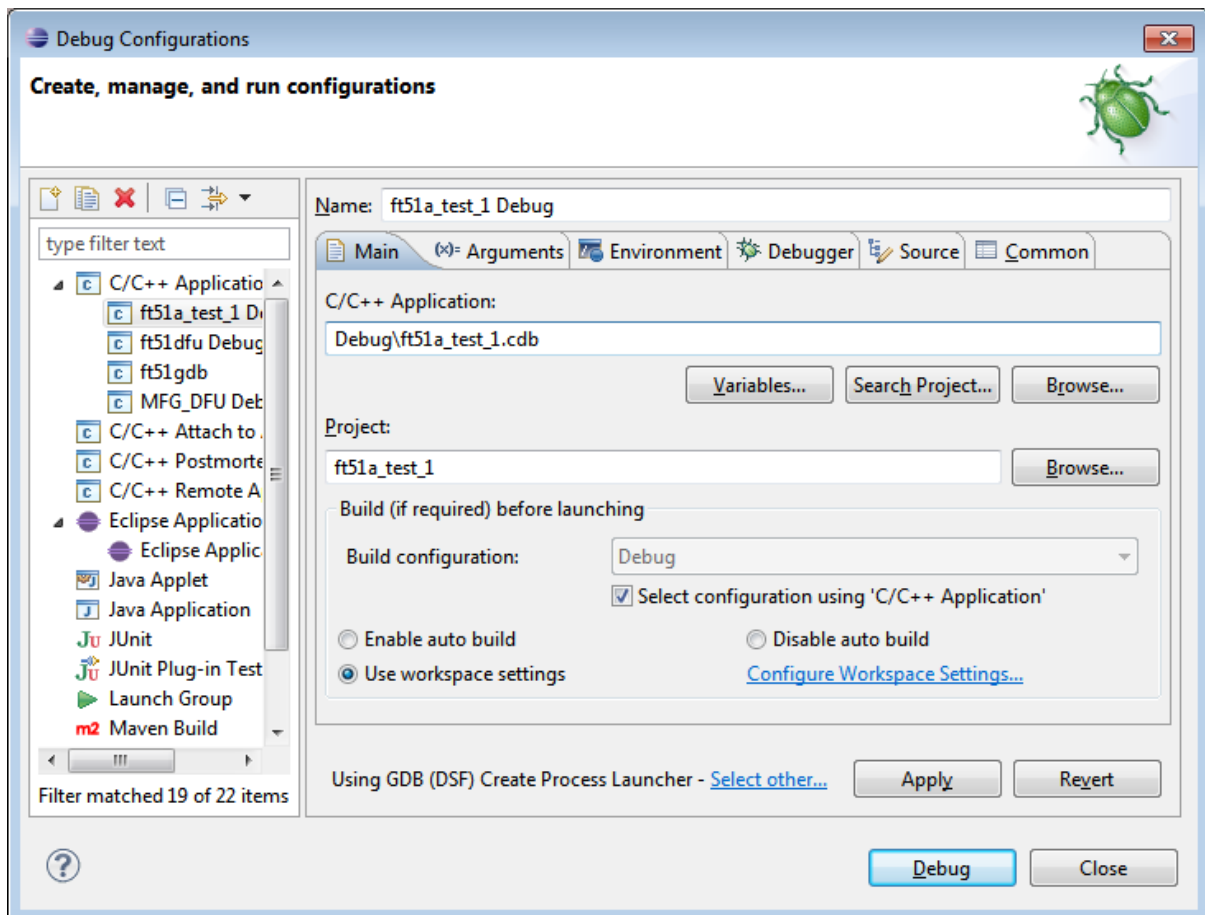 Debug Configurations
Create, manage, and run configurations
type filter text
C/C++ Applicatio
ft51a_test_1 D
ft51dfu Debug
ft51gdb
MFG_DFU Deb
C/C++ Attach to
C/C++ Postmorte
C/C++ Remote A
Eclipse Applicatio
Eclipse Applic
Java Applet
Java Application
JUnit
JUnit Plug-in Test
Launch Group
m2 Maven Build
Filter matched 19 of 22 items
Name: ft51a_test_1 Debug
Main (x)= Arguments Environment Debugger Source Common
C/C++ Application:
Debug\ft51a_test_1.cdb
Variables... Search Project... Browse...
Project:
ft51a_test_1 Browse...
Build (if required) before launching
Build configuration: Debug
Select configuration using 'C/C++ Application'
Enable auto build Disable auto build
Use workspace settings Configure Workspace Settings...
Using GDB (DSF) Create Process Launcher - Select other... Apply Revert
Debug Close